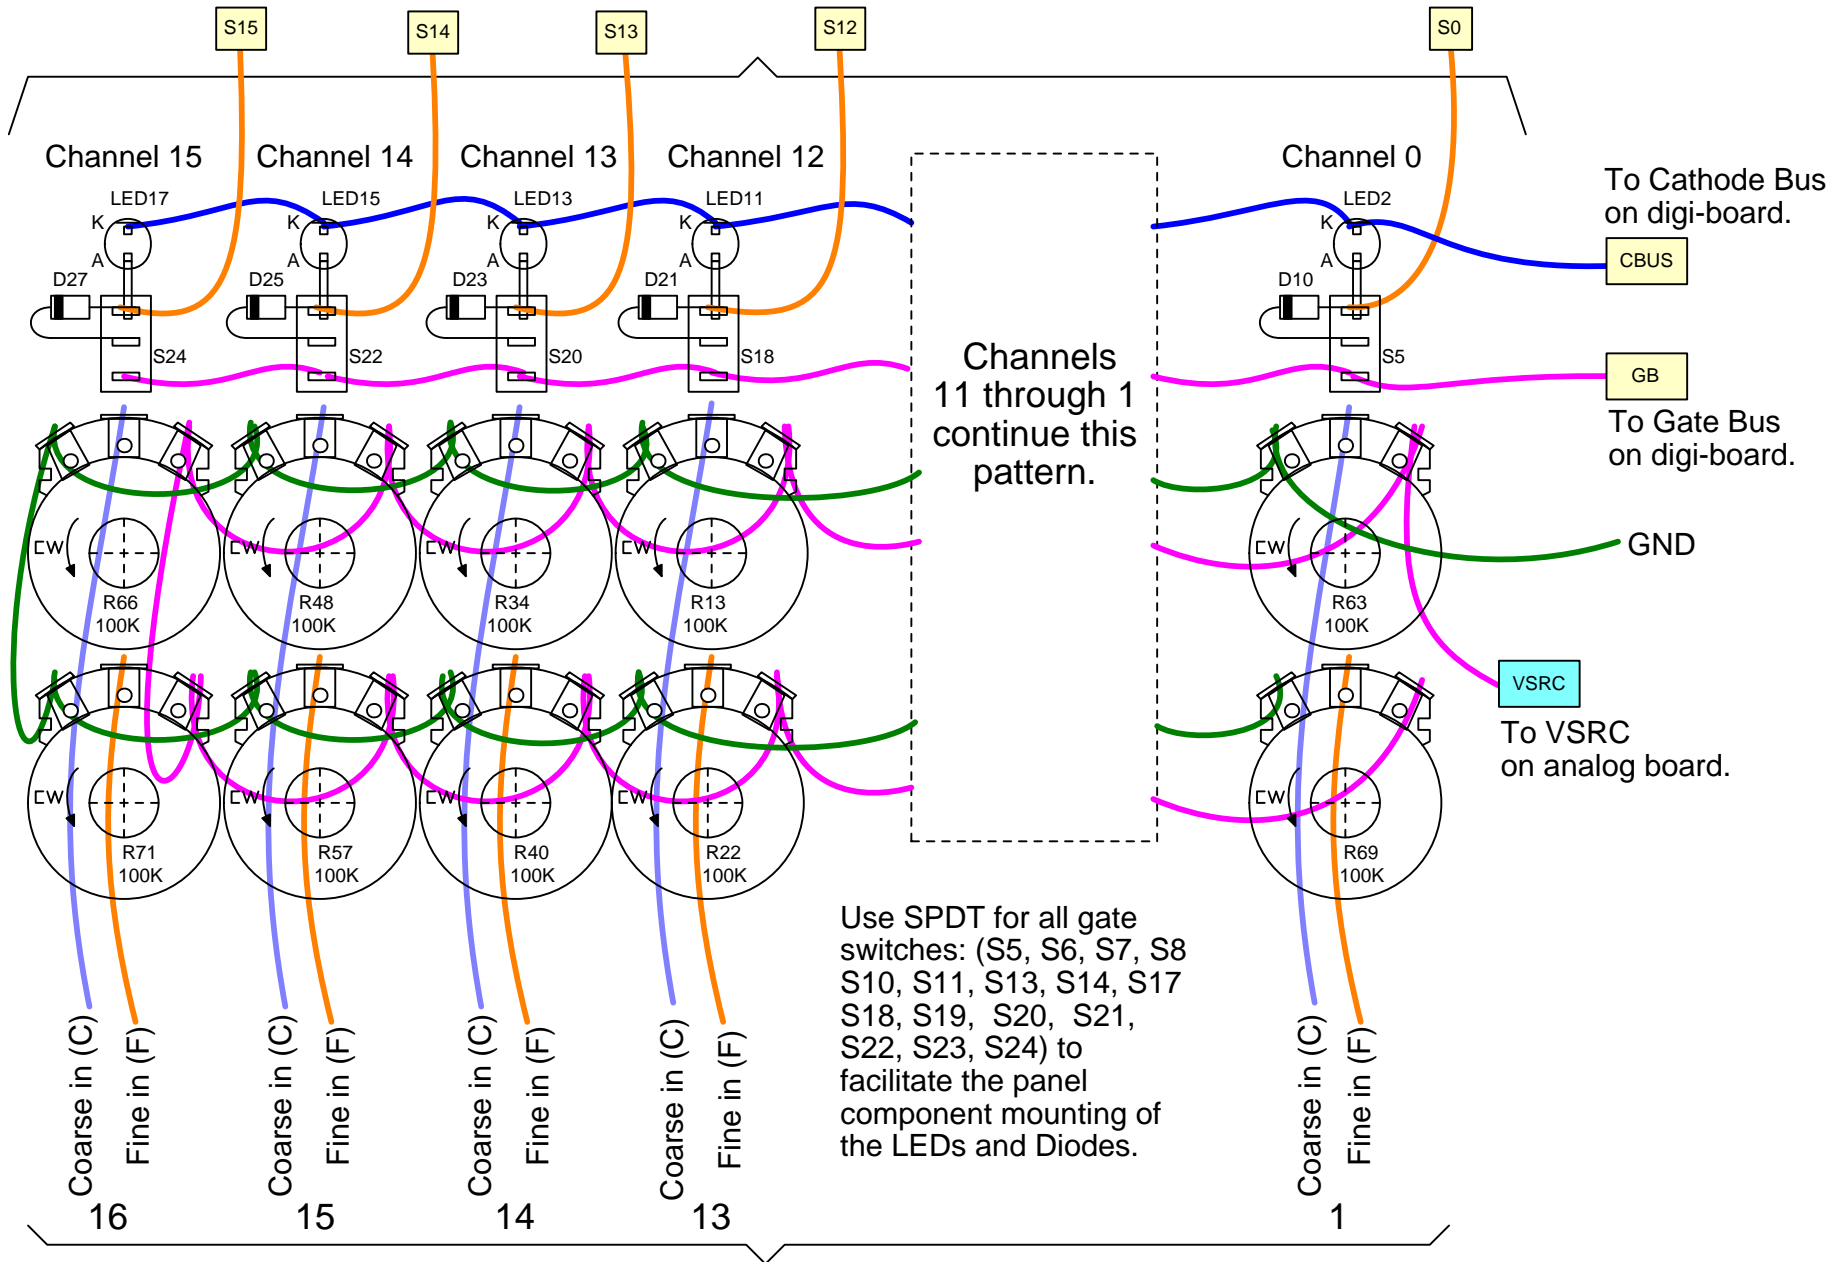 S15
S14
S13
S12
S0
Channel 15
Channel 14
Channel 13
Channel 12
Channel 0
LED17
LED15
LED13
LED11
LED2
K
K
K
K
K
A
A
A
A
A
D27
D25
D23
D21
D10
S24
S22
S20
S18
S5
To Cathode Bus
on digi-board.
CBUS
GB
To Gate Bus
on digi-board.
Channels
11 through 1
continue this
pattern.
GND
CW
CW
CW
CW
CW
R66
100K
R48
100K
R34
100K
R13
100K
R63
100K
VSRC
To VSRC
on analog board.
CW
CW
CW
CW
CW
R71
100K
R57
100K
R40
100K
R22
100K
R69
100K
Use SPDT for all gate
switches: (S5, S6, S7, S8
S10, S11, S13, S14, S17
S18, S19, S20, S21,
S22, S23, S24) to
facilitate the panel
component mounting of
the LEDs and Diodes.
Coarse in (C)
Fine in (F)
Coarse in (C)
Fine in (F)
Coarse in (C)
Fine in (F)
Coarse in (C)
Fine in (F)
Coarse in (C)
Fine in (F)
16
15
14
13
1